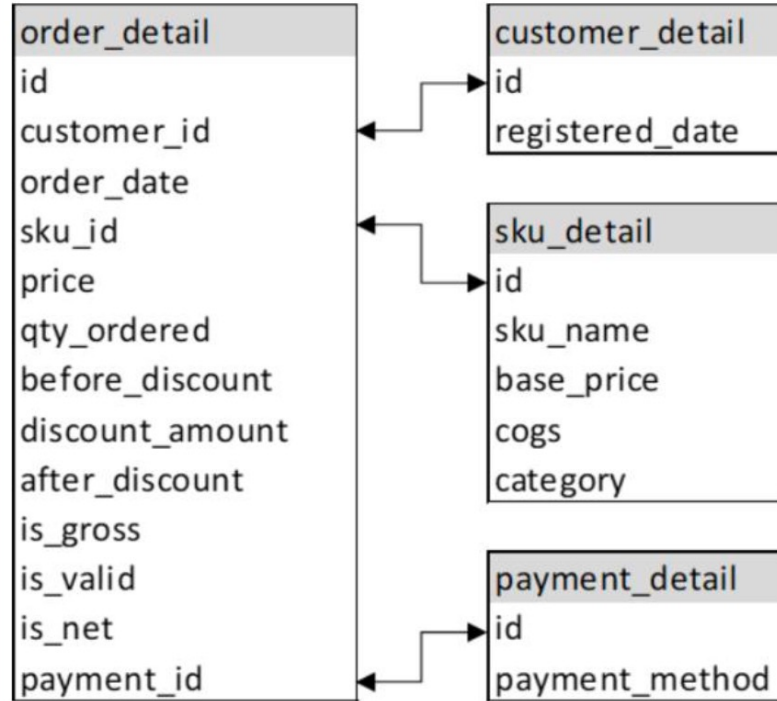 order_detail
id
customer_id
order_date
sku_id
price
qty_ordered
before_discount
discount_amount
after_discount
is_gross
is_valid
is_net
payment_id
customer_detail
id
registered_date
sku_detail
id
sku_name
base_price
cogs
category
payment_detail
id
payment_method